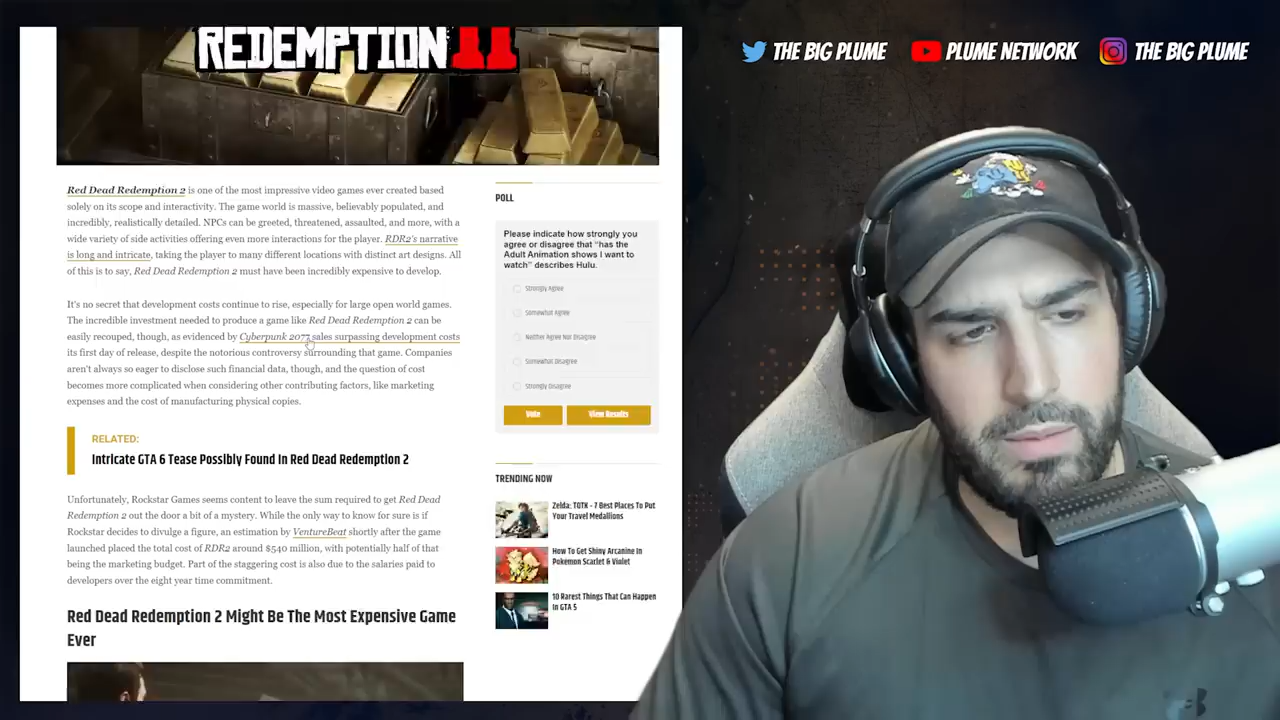 REDEMPTION II
THE BIG PLUME
PLUME NETWORK
THE BIG PLUME
Red Dead Redemption 2 is one of the most impressive video games ever created based
solely on its scope and interactivity. The game world is massive, believably populated, and
incredibly, realistically detailed. NPCs can be greeted, threatened, assaulted, and more, with a
wide variety of side activities offering even more interactions for the player. RDR2's narrative
is long and intricate, taking the player to many different locations with distinct art designs. All
of this is to say, Red Dead Redemption 2 must have been incredibly expensive to develop.
It's no secret that development costs continue to rise, especially for large open world games.
The incredible investment needed to produce a game like Red Dead Redemption 2 can be
easily recouped, though, as evidenced by Cyberpunk 2077 sales surpassing development costs
its first day of release, despite the notorious controversy surrounding that game. Companies
aren't always so eager to disclose such financial data, though, and the question of cost
becomes more complicated when considering other contributing factors, like marketing
expenses and the cost of manufacturing physical copies.
RELATED:
Intricate GTA 6 Tease Possibly Found In Red Dead Redemption 2
Unfortunately, Rockstar Games seems content to leave the sum required to get Red Dead
Redemption 2 out the door a bit of a mystery. While the only way to know for sure is if
Rockstar decides to divulge a figure, an estimation by VentureBeat shortly after the game
launched placed the total cost of RDR2 around $540 million, with potentially half of that
being the marketing budget. Part of the staggering cost is also due to the salaries paid to
developers over the eight year time commitment.
Red Dead Redemption 2 Might Be The Most Expensive Game
Ever
POLL
Please indicate how strongly you
agree or disagree that "has the
Adult Animation shows I want to
watch" describes Hulu.
Strongly Agree
Somewhat Agree
Neither Agree Nor Disagree
Somewhat Disagree
Strongly Disagree
Vote
View Results
TRENDING NOW
Zelda: TOTK - 7 Best Places To Put
Your Travel Medallions
How To Get Shiny Arcanine In
Pokémon Scarlet & Violet
10 Rarest Things That Can Happen
In GTA 5